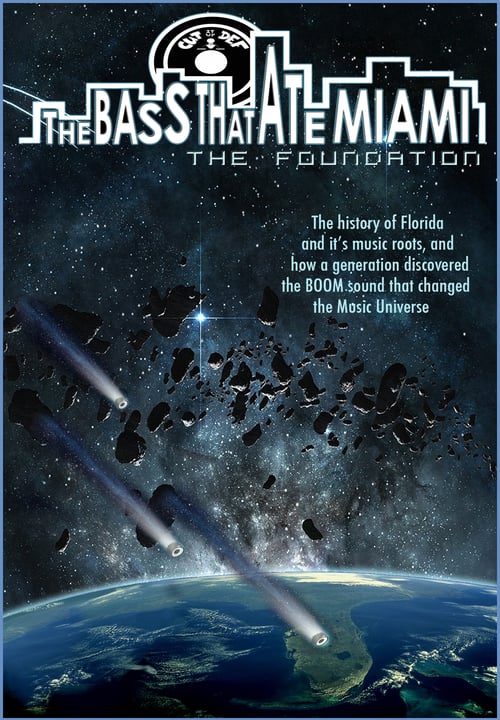 CUT IT DEF
THE BASS THAT ATE MIAMI
THE FOUNDATION
The history of Florida
and it's music roots, and
how a generation discovered
the BOOM sound that changed
the Music Universe